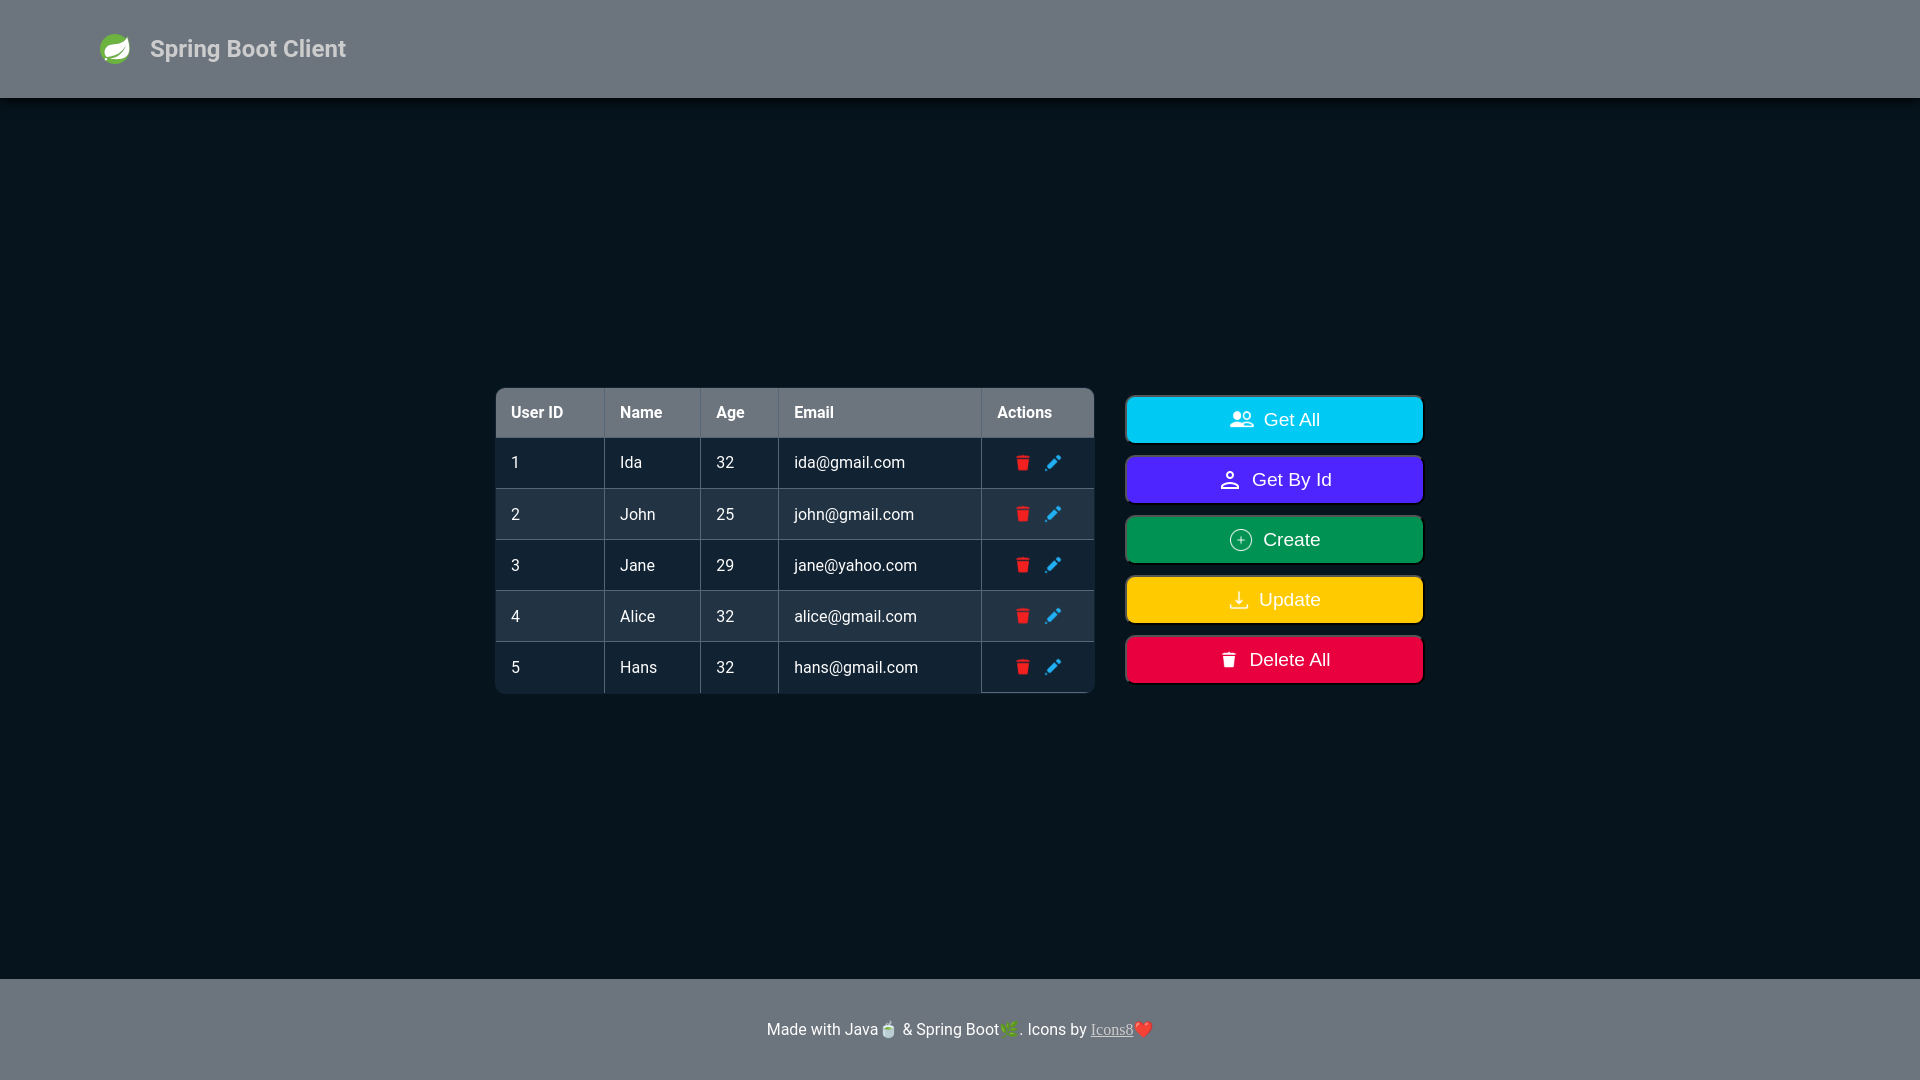 Spring Boot Client
User ID Name Age Email Actions
1 Ida 32 ida@gmail.com
2 John 25 john@gmail.com
3 Jane 29 jane@yahoo.com
4 Alice 32 alice@gmail.com
5 Hans 32 hans@gmail.com
Get All
Get By Id
Create
Update
Delete All
Made with Java🍵 & Spring Boot🌿. Icons by Icons8❤️